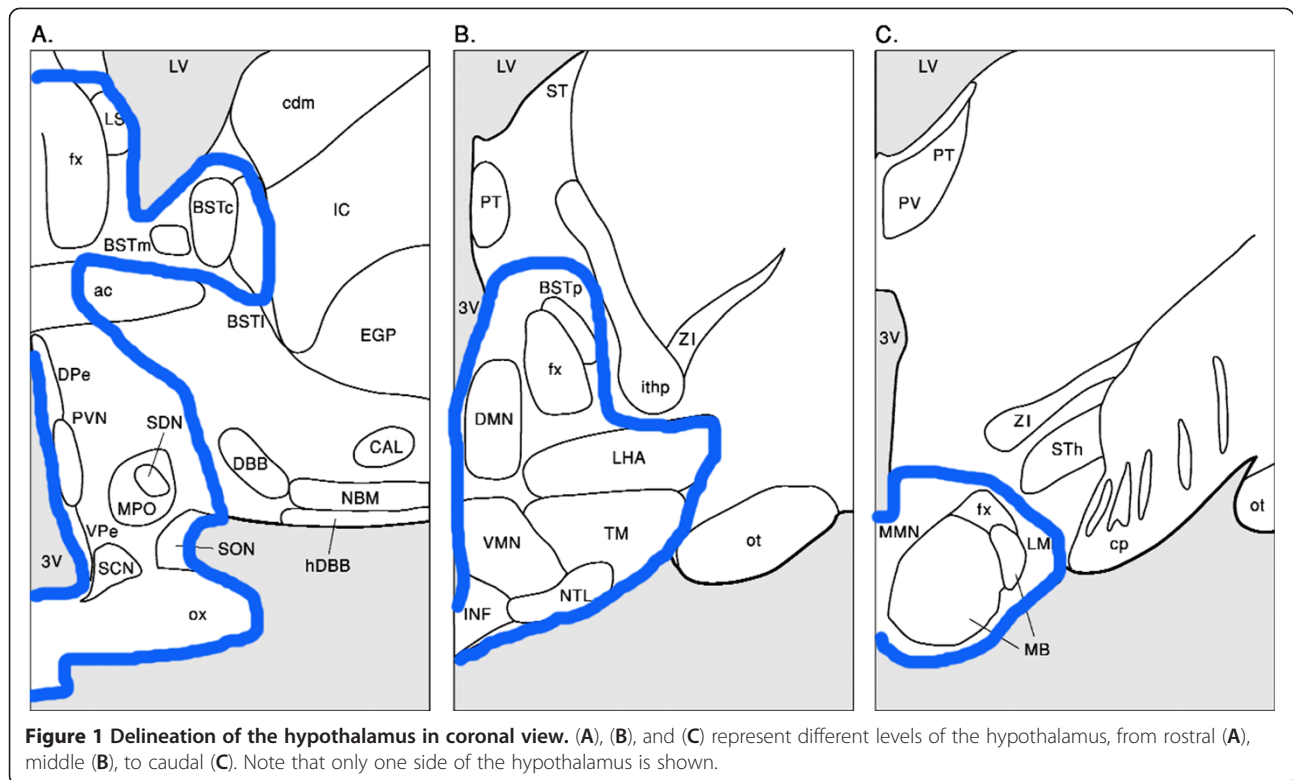 A.
LV
cdm
LS
fx
BSTc
IC
BSTm
ac
BSTl
EGP
DPe
PVN
SDN
CAL
DBB
MPO
NBM
VPe
SON
3V
SCN
hDBB
ox
B.
LV
ST
PT
3V
BSTp
ZI
fx
ithp
DMN
LHA
VMN
TM
ot
NTL
INF
C.
LV
PT
PV
3V
ZI
STh
fx
MMN
LM
cp
ot
MB
Figure 1 Delineation of the hypothalamus in coronal view. (A), (B), and (C) represent different levels of the hypothalamus, from rostral (A),
middle (B), to caudal (C). Note that only one side of the hypothalamus is shown.